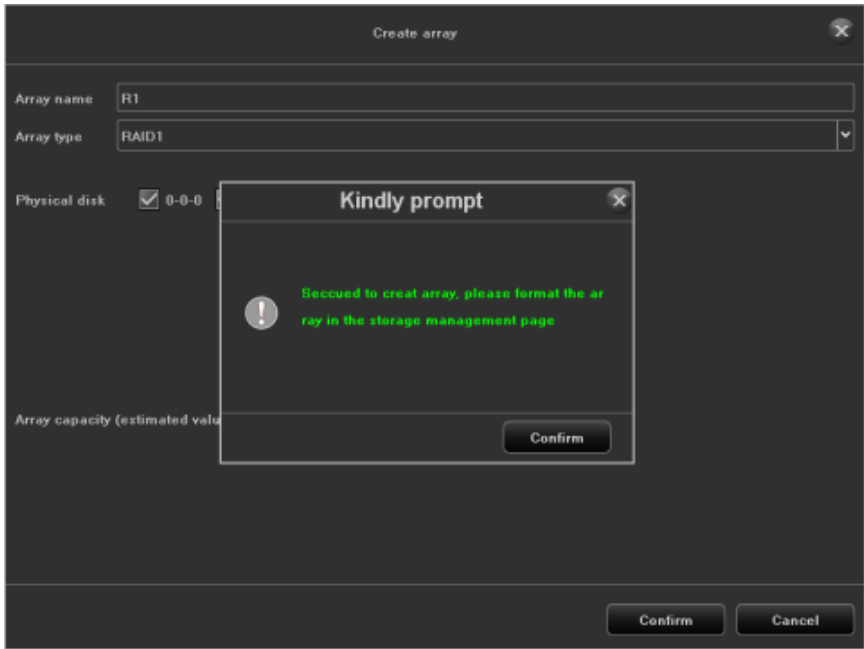 Create array
Array name R1
Array type RAID1
Physical disk 0-0-0
Kindly prompt
Seccued to creat array, please format the ar
ray in the storage management page
Array capacity (estimated valu
Confirm
Confirm Cancel